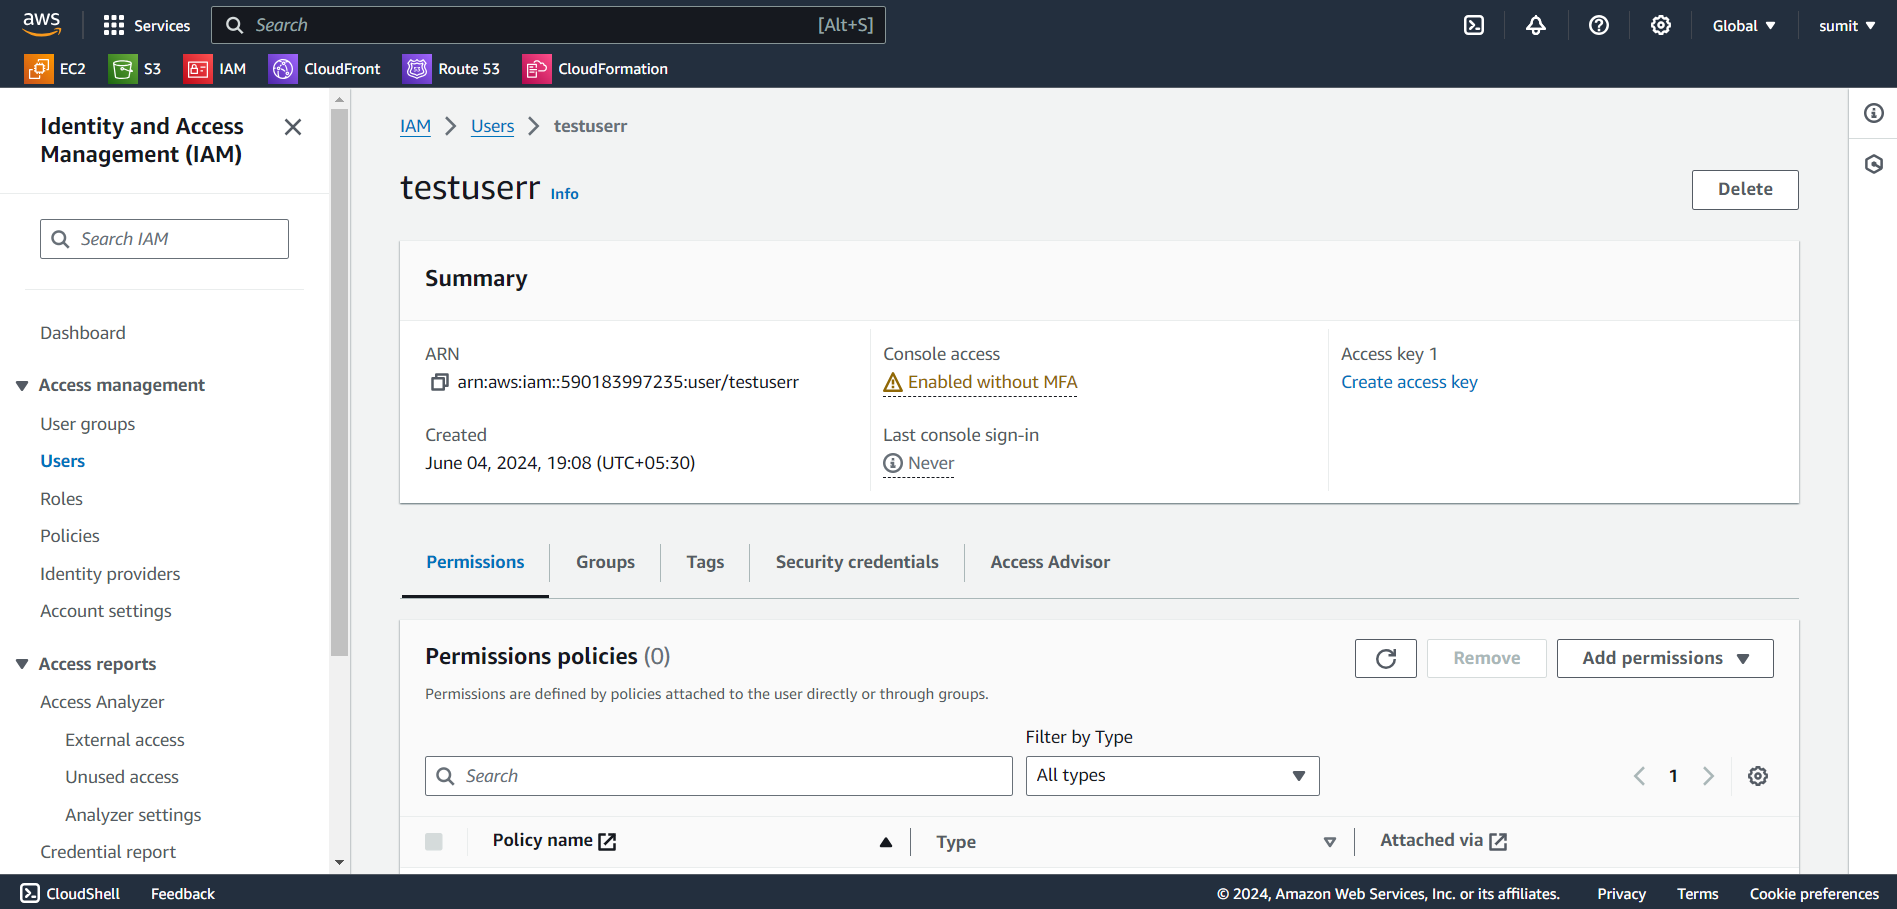 aws
Services
Search
[Alt+S]
Global
sumit
EC2
S3
IAM
CloudFront
53
Route 53
CloudFormation
Identity and Access
Management (IAM)
Search IAM
Dashboard
Access management
User groups
Users
Roles
Policies
Identity providers
Account settings
Access reports
Access Analyzer
External access
Unused access
Analyzer settings
Credential report
IAM
Users
testuserr
testuserr Info
Delete
Summary
ARN
arn:aws:iam::590183997235:user/testuserr
Created
June 04, 2024, 19:08 (UTC+05:30)
Console access
Enabled without MFA
Last console sign-in
Never
Access key 1
Create access key
Permissions
Groups
Tags
Security credentials
Access Advisor
Permissions policies (0)
Remove
Add permissions
Permissions are defined by policies attached to the user directly or through groups.
Filter by Type
Search
All types
1
Policy name
Type
Attached via
CloudShell
Feedback
© 2024, Amazon Web Services, Inc. or its affiliates.
Privacy
Terms
Cookie preferences